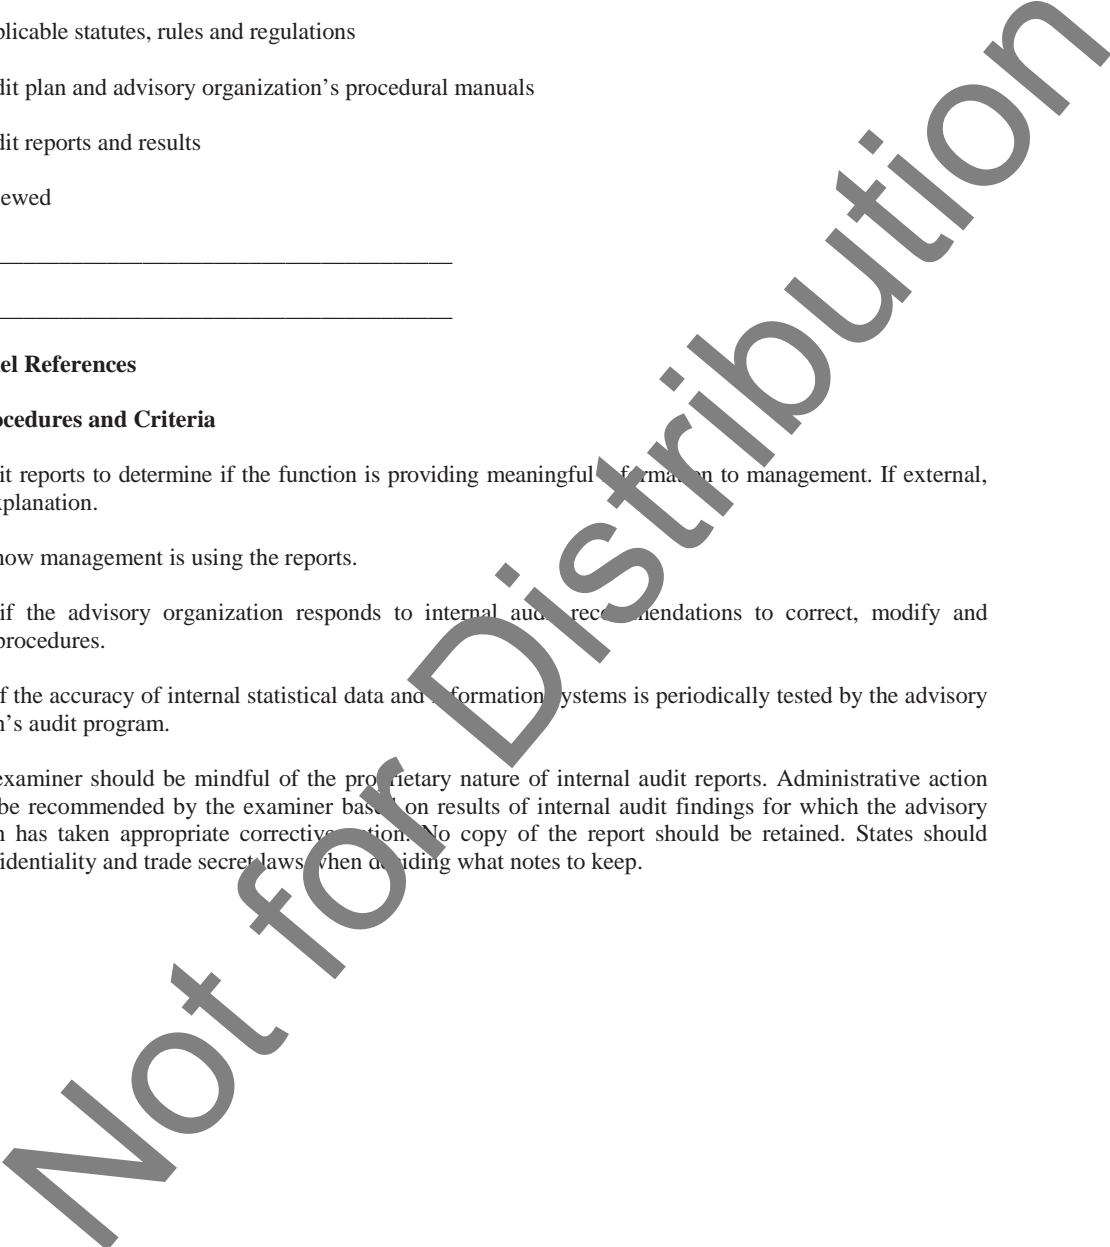 plicable statutes, rules and regulations
dit plan and advisory organization’s procedural manuals
dit reports and results
ewed
______________________________________
______________________________________
el References
ocedures and Criteria
it reports to determine if the function is providing meaningful to management. If external,
xplanation.
how management is using the reports.
if the advisory organization responds to internal to correct, modify and
procedures.
f the accuracy of internal statistical data and is periodically tested by the advisory
n’s audit program.
examiner should be mindful of the proprietary nature of internal audit reports. Administrative action
be recommended by the examiner based on results of internal audit findings for which the advisory
n has taken appropriate corrective No copy of the report should be retained. States should
identiality and trade secret laws when deciding what notes to keep.
Not for Distribution